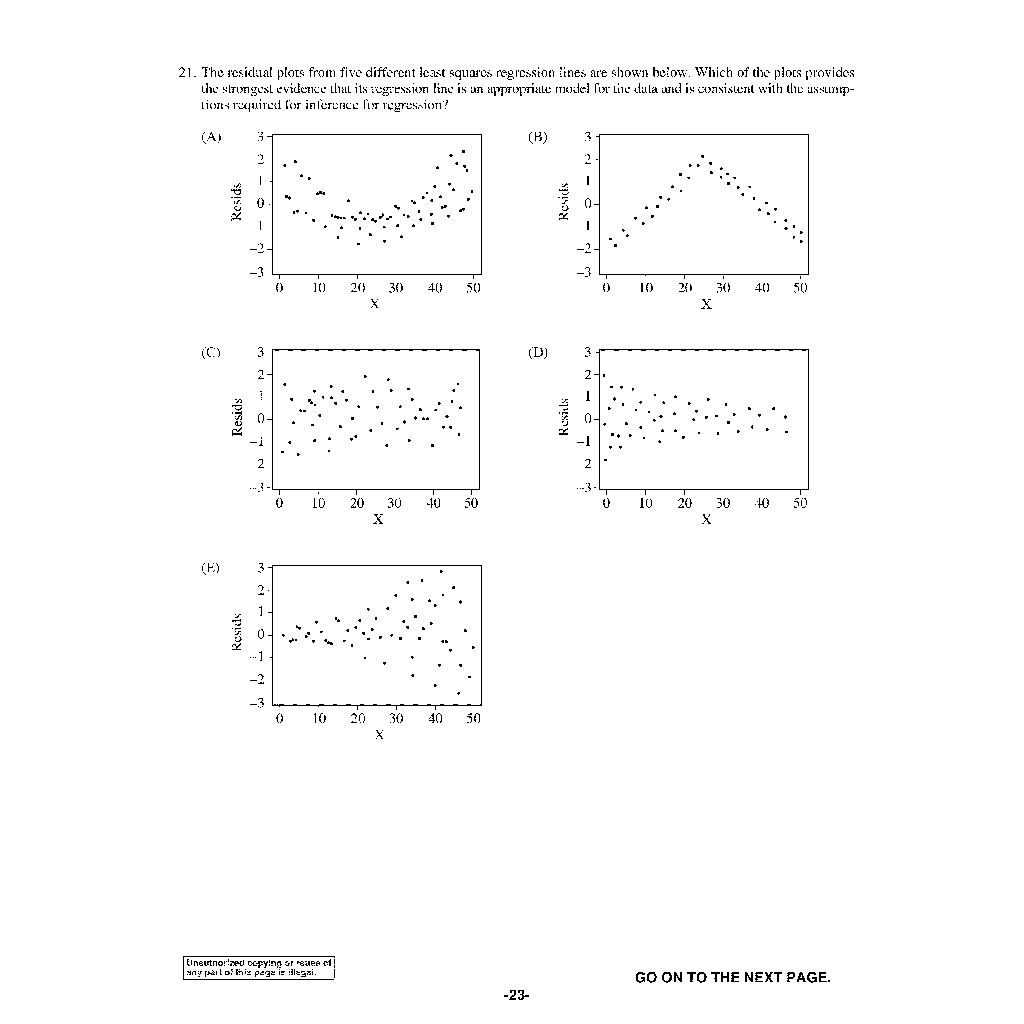 21. The residual plots from five different least squares regression lines are shown below. Which of the plots provides
the strongest evidence that its regression line is an appropriate model for the data and is consistent with the assump-
tions required for inference for regression?
(A)
3
2
1
0
1
−2
−3
Resids
0 10 20 30 40 50
X
(B)
3
2
1
0
1
−2
−3
Resids
0 10 20 30 40 50
X
(C)
3
2
1
0
−1
2
−3
Resids
0 10 20 30 40 50
X
(D)
3
2
1
0
−1
2
−3
Resids
0 10 20 30 40 50
X
(E)
3
2
1
0
−1
−2
−3
Resids
0 10 20 30 40 50
X
Unauthorized copying or reuse of
any part of this page is illegal.
GO ON TO THE NEXT PAGE.
-23-